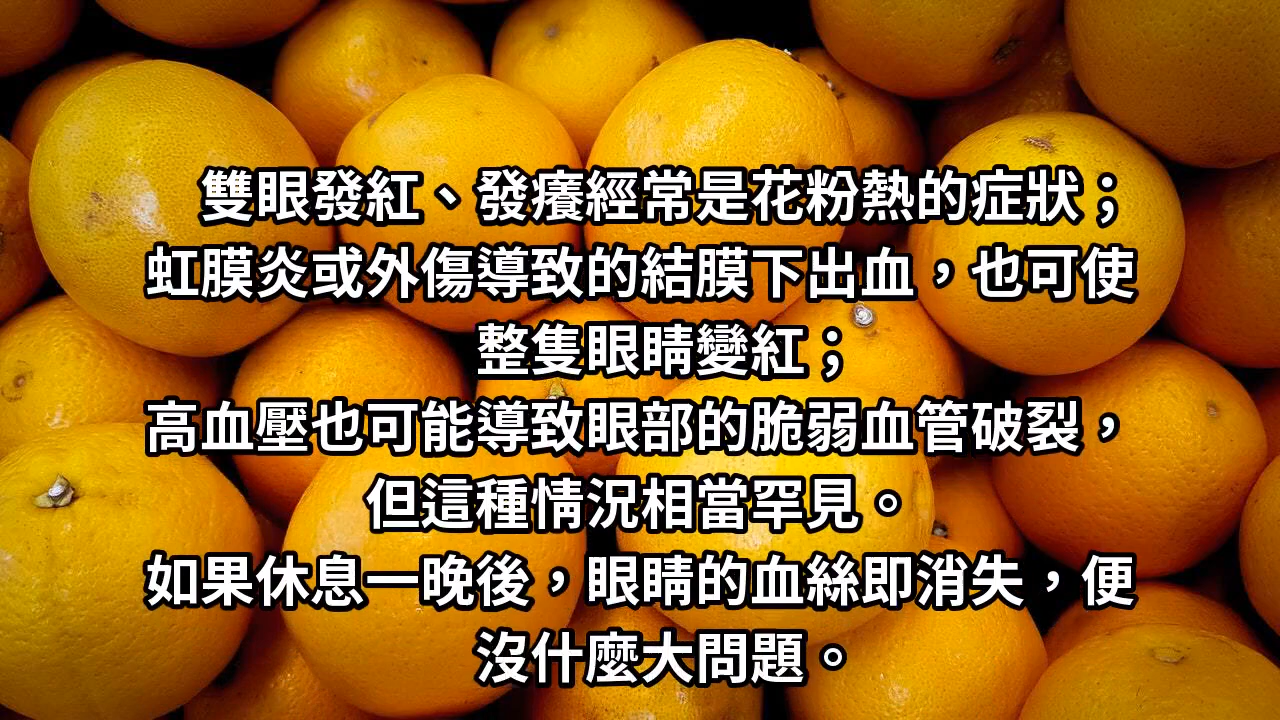 雙眼發紅、發癢經常是花粉熱的症狀；
虹膜炎或外傷導致的結膜下出血，也可使
整隻眼睛變紅；
高血壓也可能導致眼部的脆弱血管破裂，
但這種情況相當罕見。
如果休息一晚後，眼睛的血絲即消失，便
沒什麼大問題。